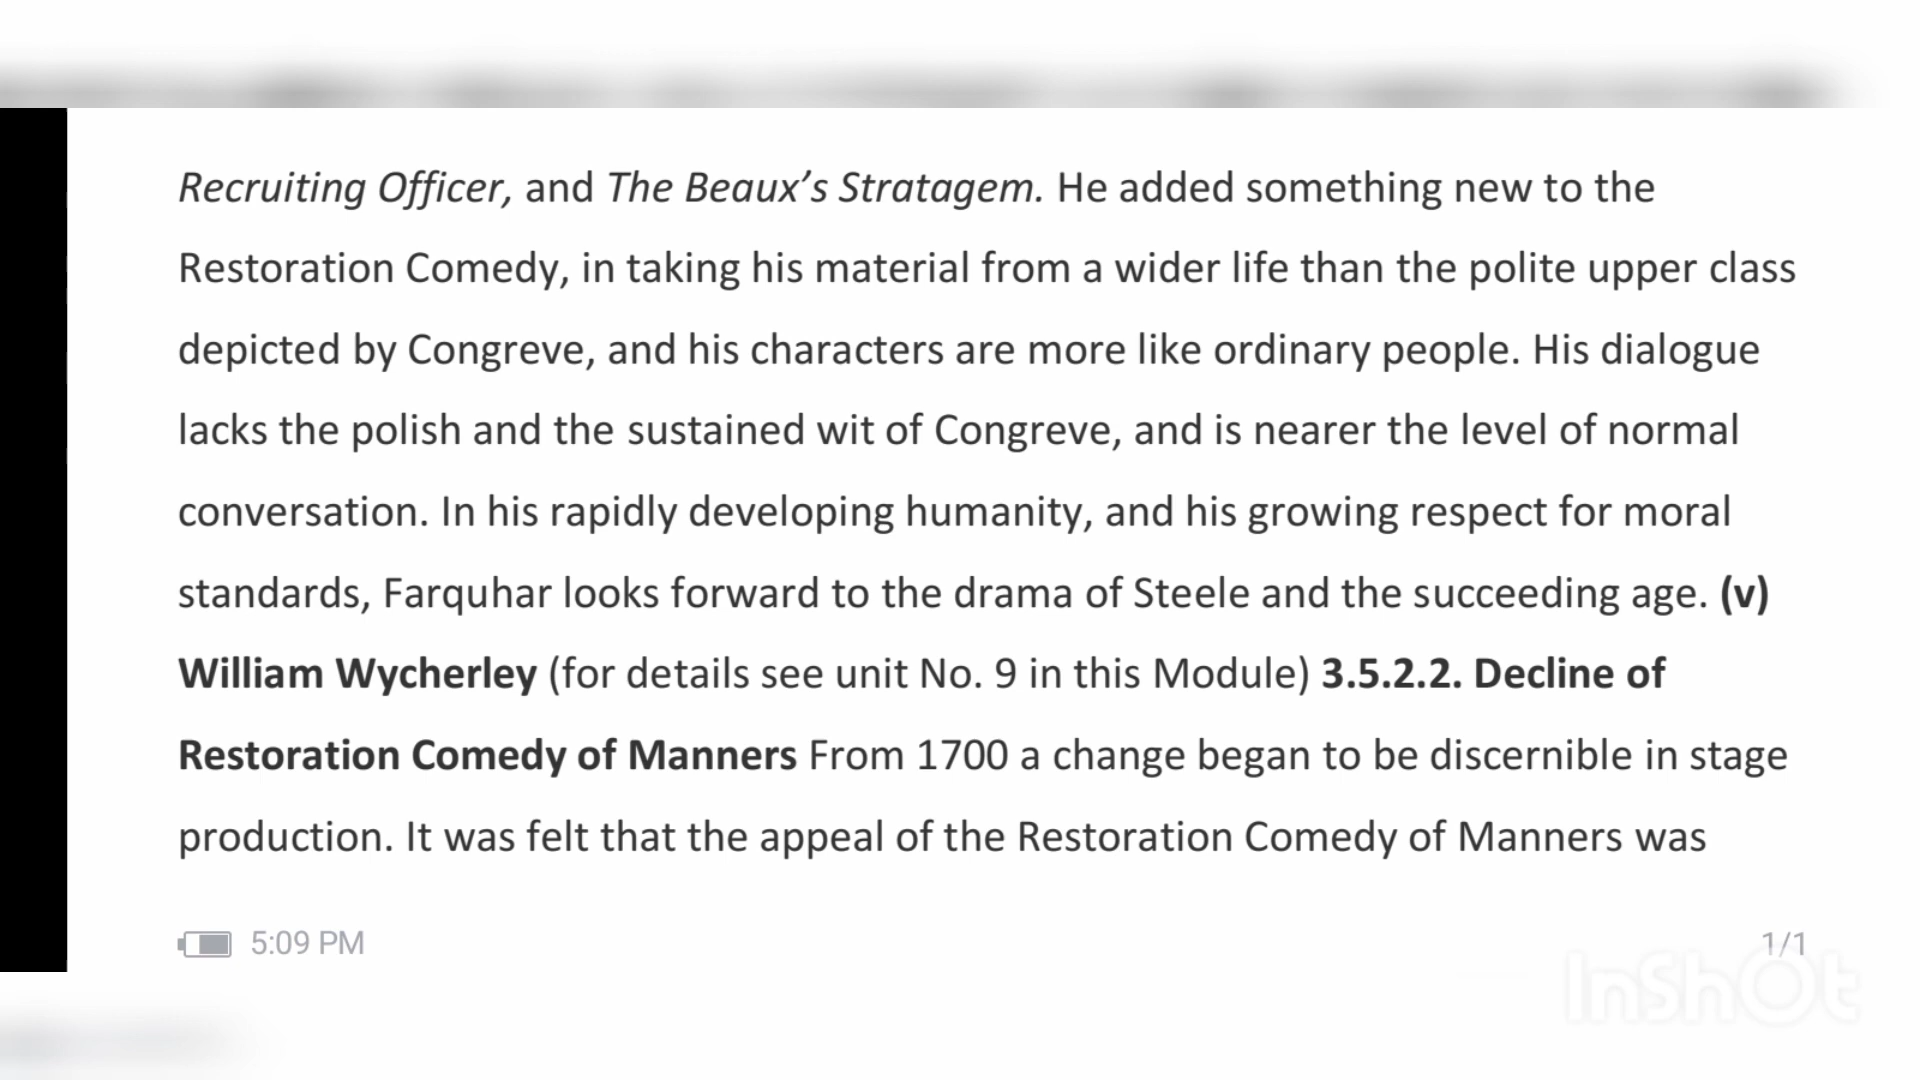 Recruiting Officer, and The Beaux’s Stratagem. He added something new to the
Restoration Comedy, in taking his material from a wider life than the polite upper class
depicted by Congreve, and his characters are more like ordinary people. His dialogue
lacks the polish and the sustained wit of Congreve, and is nearer the level of normal
conversation. In his rapidly developing humanity, and his growing respect for moral
standards, Farquhar looks forward to the drama of Steele and the succeeding age. (v)
William Wycherley (for details see unit No. 9 in this Module) 3.5.2.2. Decline of
Restoration Comedy of Manners From 1700 a change began to be discernible in stage
production. It was felt that the appeal of the Restoration Comedy of Manners was
5:09 PM
1/1
InShOt